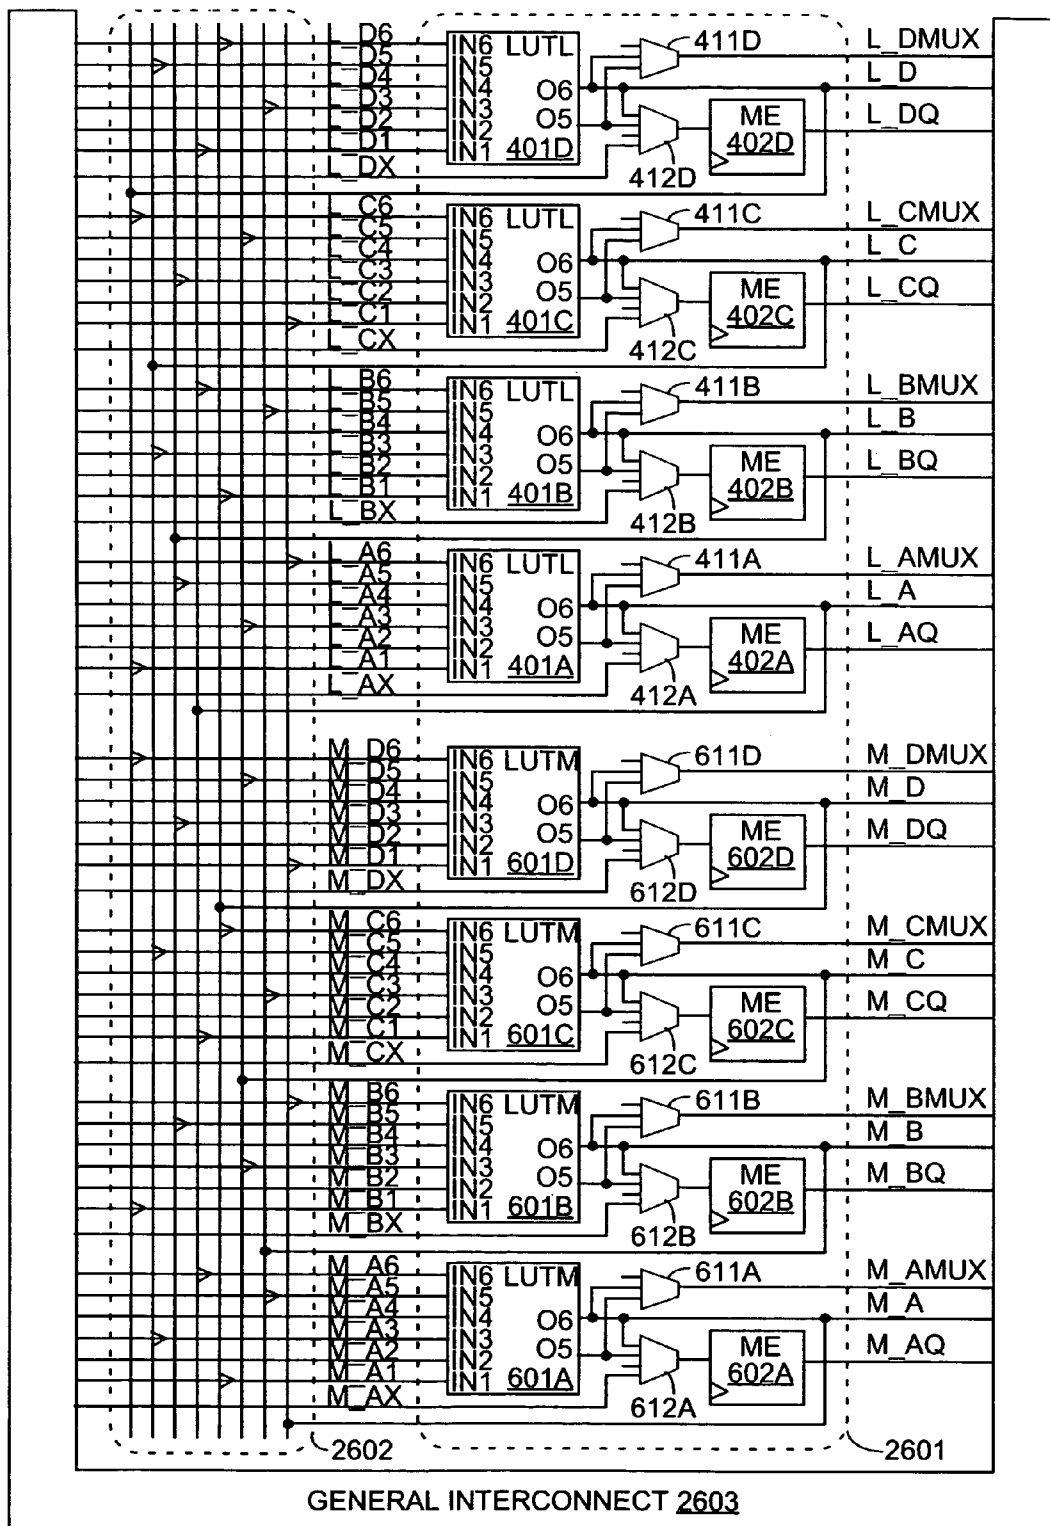 L_D6 IN6 LUTL 411D L_DMUX
L_D5 IN5
L_D4 IN4 O6 L_D
L_D3 IN3 ME
L_D2 IN2 O5 402D L_DQ
L_D1 IN1 401D
L_DX 412D
L_C6 IN6 LUTL 411C L_CMUX
L_C5 IN5
L_C4 IN4 O6 L_C
L_C3 IN3 ME
L_C2 IN2 O5 402C L_CQ
L_C1 IN1 401C
L_CX 412C
L_B6 IN6 LUTL 411B L_BMUX
L_B5 IN5
L_B4 IN4 O6 L_B
L_B3 IN3 ME
L_B2 IN2 O5 402B L_BQ
L_B1 IN1 401B
L_BX 412B
L_A6 IN6 LUTL 411A L_AMUX
L_A5 IN5
L_A4 IN4 O6 L_A
L_A3 IN3 ME
L_A2 IN2 O5 402A L_AQ
L_A1 IN1 401A
L_AX 412A
M_D6 IN6 LUTM 611D M_DMUX
M_D5 IN5
M_D4 IN4 O6 M_D
M_D3 IN3 ME
M_D2 IN2 O5 602D M_DQ
M_D1 IN1 601D
M_DX 612D
M_C6 IN6 LUTM 611C M_CMUX
M_C5 IN5
M_C4 IN4 O6 M_C
M_C3 IN3 ME
M_C2 IN2 O5 602C M_CQ
M_C1 IN1 601C
M_CX 612C
M_B6 IN6 LUTM 611B M_BMUX
M_B5 IN5
M_B4 IN4 O6 M_B
M_B3 IN3 ME
M_B2 IN2 O5 602B M_BQ
M_B1 IN1 601B
M_BX 612B
M_A6 IN6 LUTM 611A M_AMUX
M_A5 IN5
M_A4 IN4 O6 M_A
M_A3 IN3 ME
M_A2 IN2 O5 602A M_AQ
M_A1 IN1 601A
M_AX 612A
2602 2601
GENERAL INTERCONNECT 2603